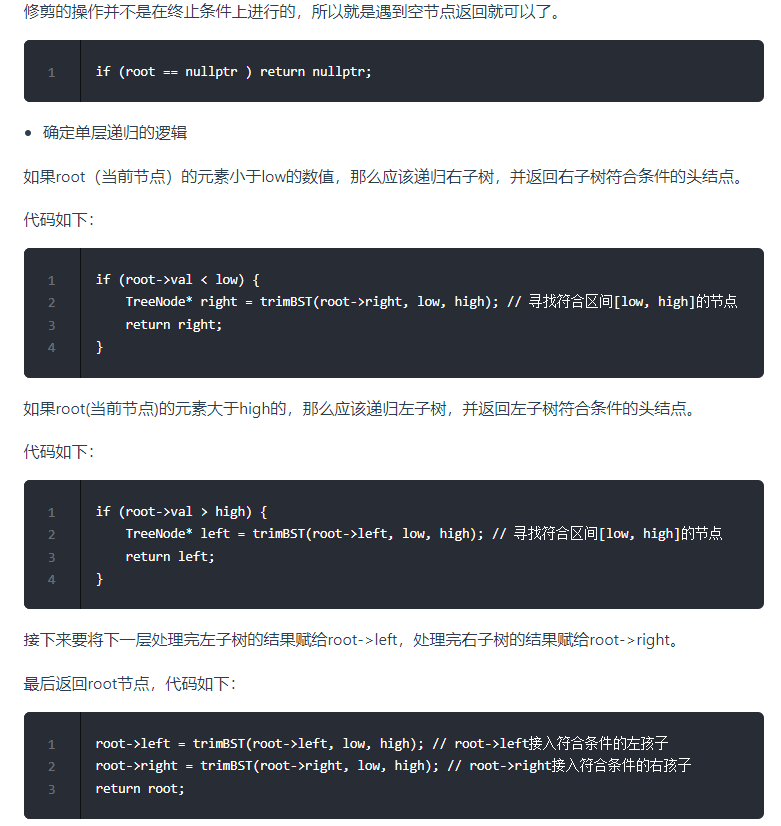 修剪的操作并不是在终止条件上进行的，所以就是遇到空节点返回就可以了。
1 if (root == nullptr ) return nullptr;
• 确定单层递归的逻辑
如果root（当前节点）的元素小于low的数值，那么应该递归右子树，并返回右子树符合条件的头结点。
代码如下：
1 if (root->val < low) {
2     TreeNode* right = trimBST(root->right, low, high); // 寻找符合区间[low, high]的节点
3     return right;
4 }
如果root(当前节点)的元素大于high的，那么应该递归左子树，并返回左子树符合条件的头结点。
代码如下：
1 if (root->val > high) {
2     TreeNode* left = trimBST(root->left, low, high); // 寻找符合区间[low, high]的节点
3     return left;
4 }
接下来要将下一层处理完左子树的结果赋给root->left，处理完右子树的结果赋给root->right。
最后返回root节点，代码如下：
1 root->left = trimBST(root->left, low, high); // root->left接入符合条件的左孩子
2 root->right = trimBST(root->right, low, high); // root->right接入符合条件的右孩子
3 return root;